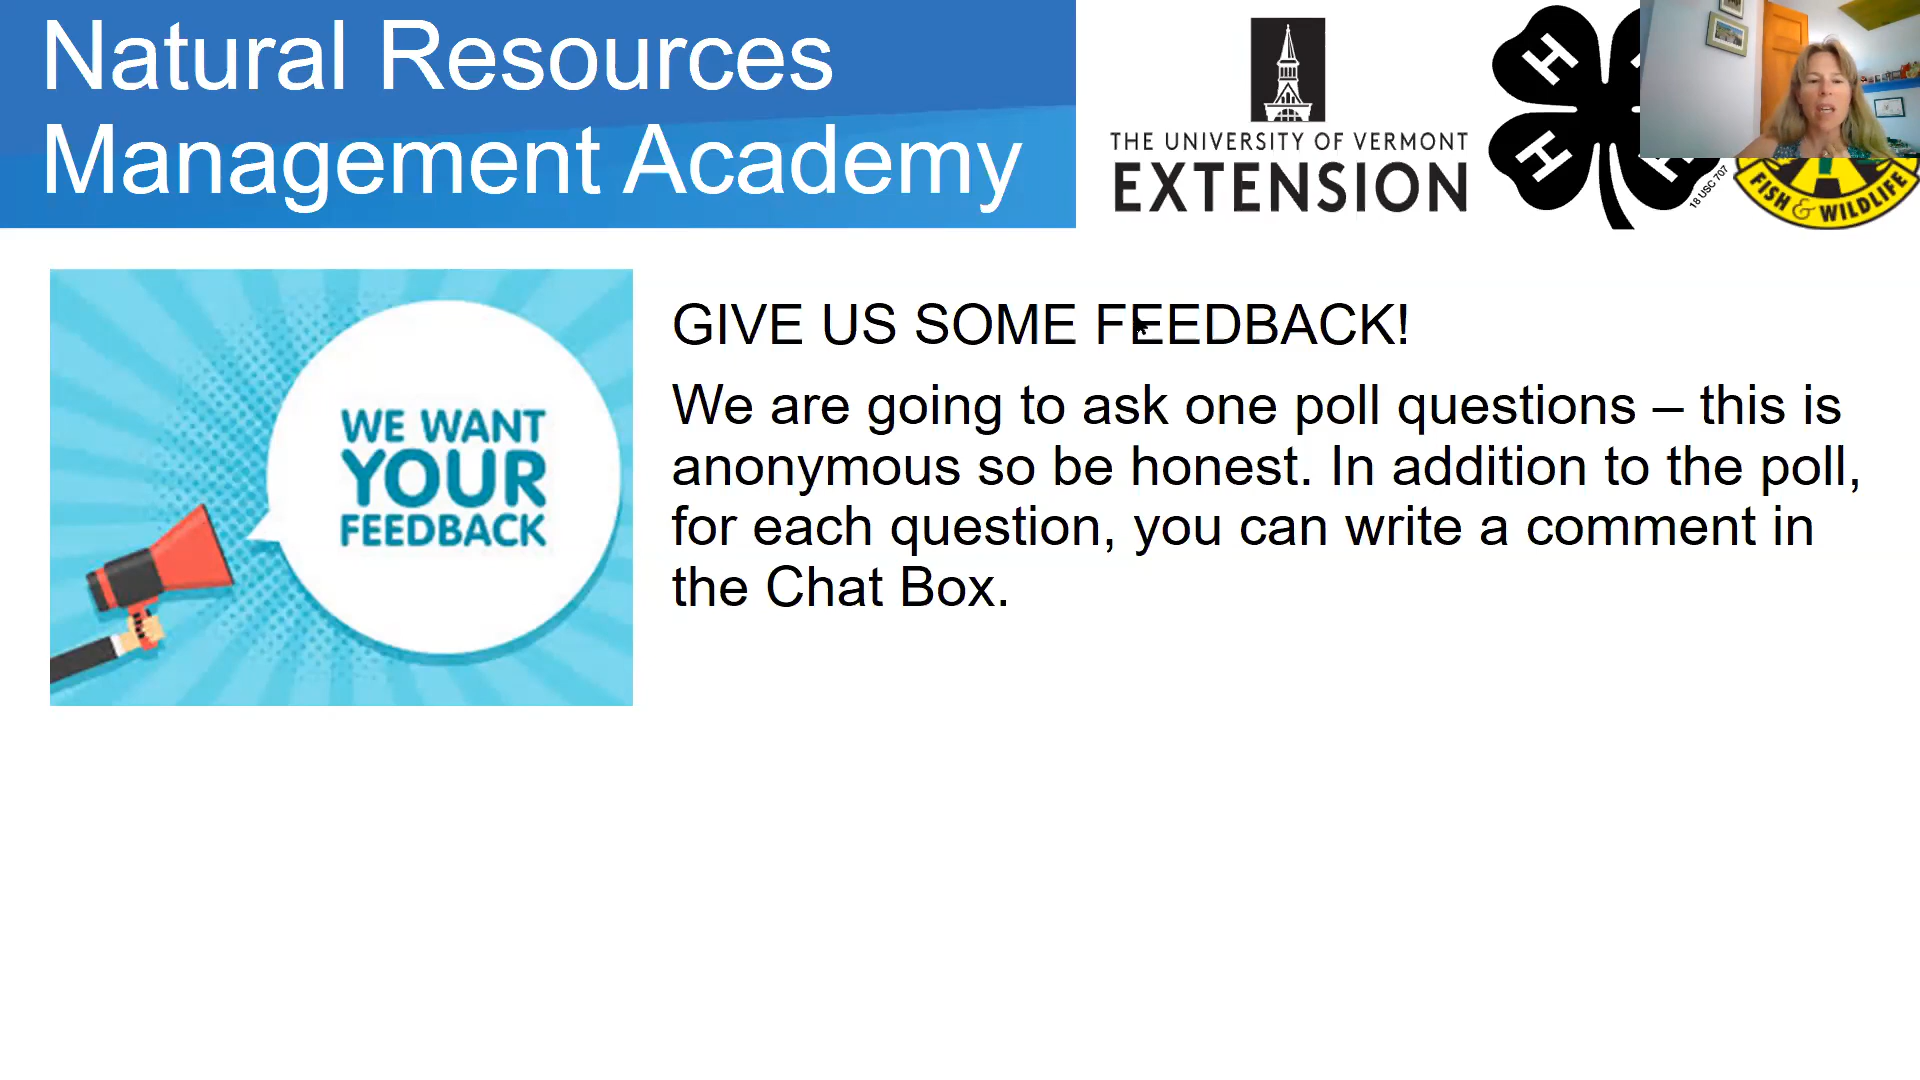 Natural Resources
Management Academy
THE UNIVERSITY OF VERMONT
EXTENSION
H
H
18 USC 707
FISH & WILDLIFE
WE WANT
YOUR
FEEDBACK
GIVE US SOME FEEDBACK!
We are going to ask one poll questions – this is
anonymous so be honest. In addition to the poll,
for each question, you can write a comment in
the Chat Box.